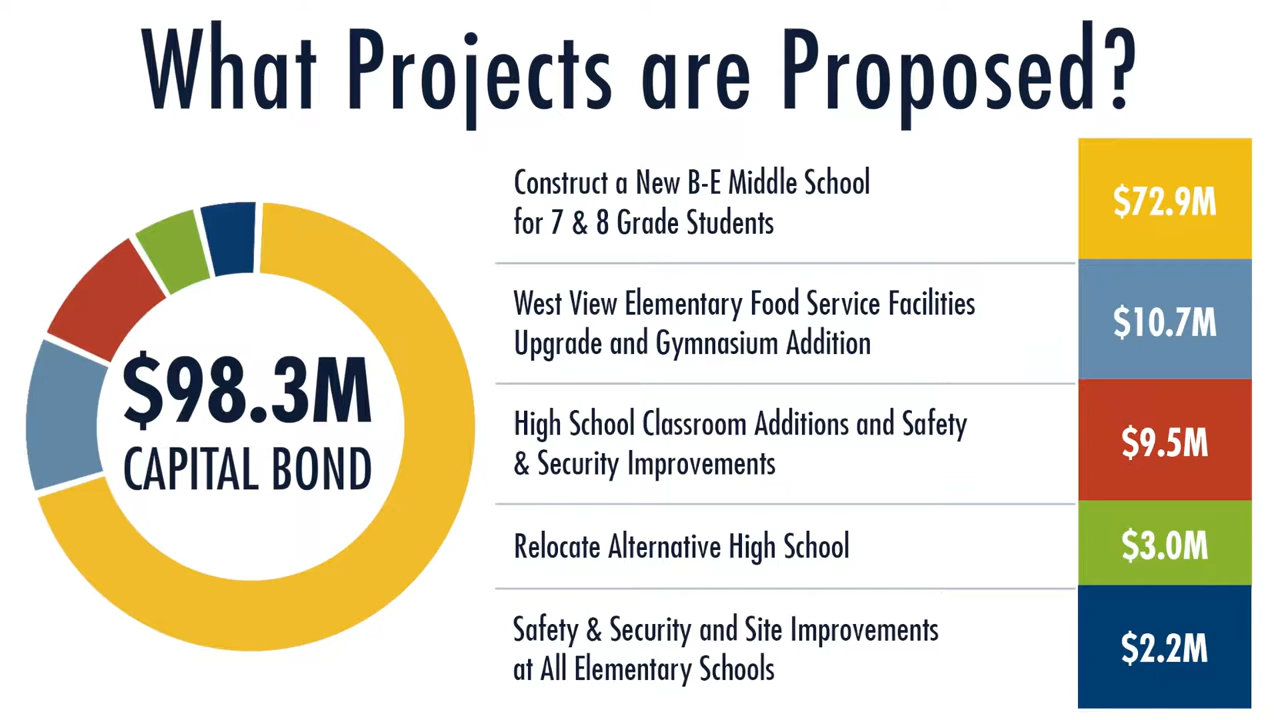 What Projects are Proposed?
$98.3M
CAPITAL BOND
Construct a New B-E Middle School
for 7 & 8 Grade Students
$72.9M
West View Elementary Food Service Facilities
Upgrade and Gymnasium Addition
$10.7M
High School Classroom Additions and Safety
& Security Improvements
$9.5M
Relocate Alternative High School
$3.0M
Safety & Security and Site Improvements
at All Elementary Schools
$2.2M